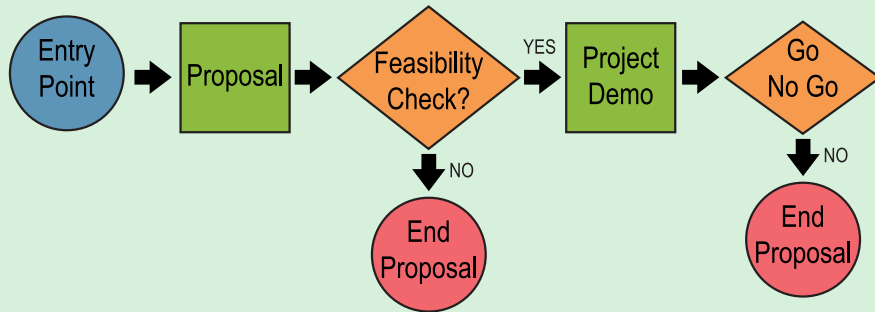 Entry
Point
Proposal
Feasibility
Check?
YES
Project
Demo
Go
No Go
NO
End
Proposal
NO
End
Proposal